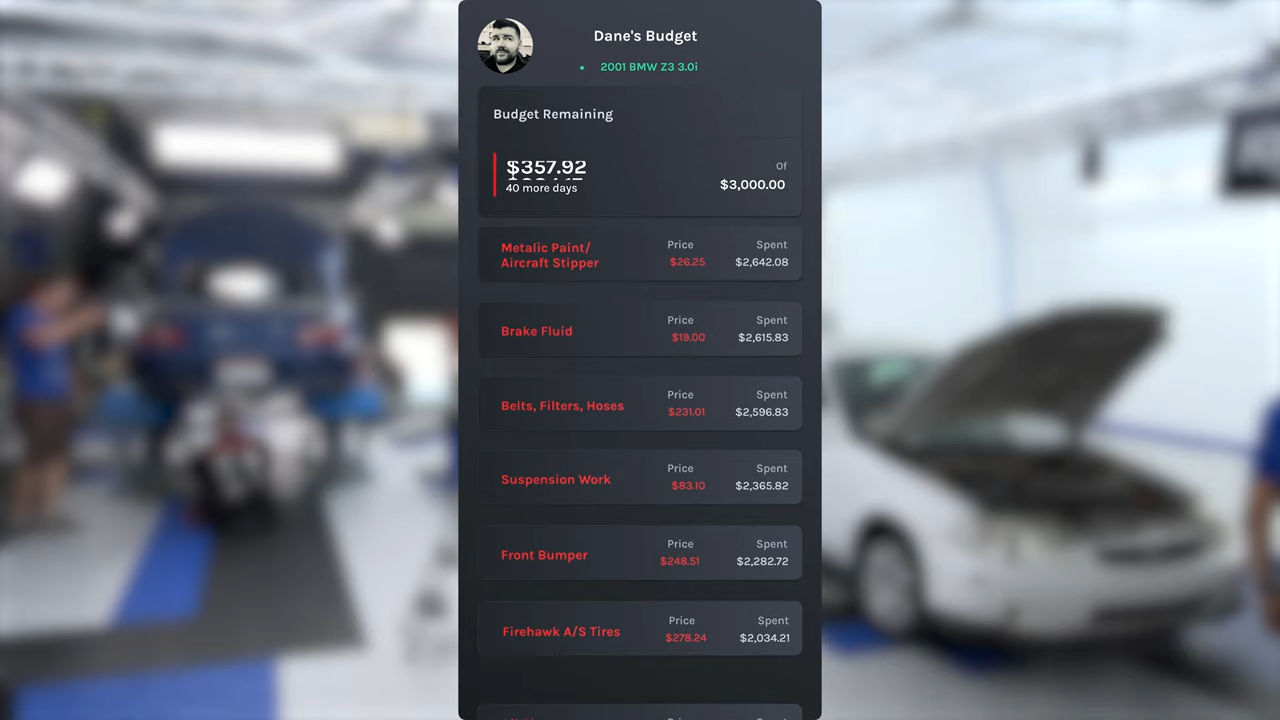 Dane's Budget
• 2001 BMW Z3 3.0i
Budget Remaining
$357.92
40 more days
Of
$3,000.00
Metalic Paint/
Aircraft Stipper
Price
Spent
$26.25
$2,642.08
Brake Fluid
Price
Spent
$19.00
$2,615.83
Belts, Filters, Hoses
Price
Spent
$231.01
$2,596.83
Suspension Work
Price
Spent
$83.10
$2,365.82
Front Bumper
Price
Spent
$248.51
$2,282.72
Firehawk A/S Tires
Price
Spent
$278.24
$2,034.21